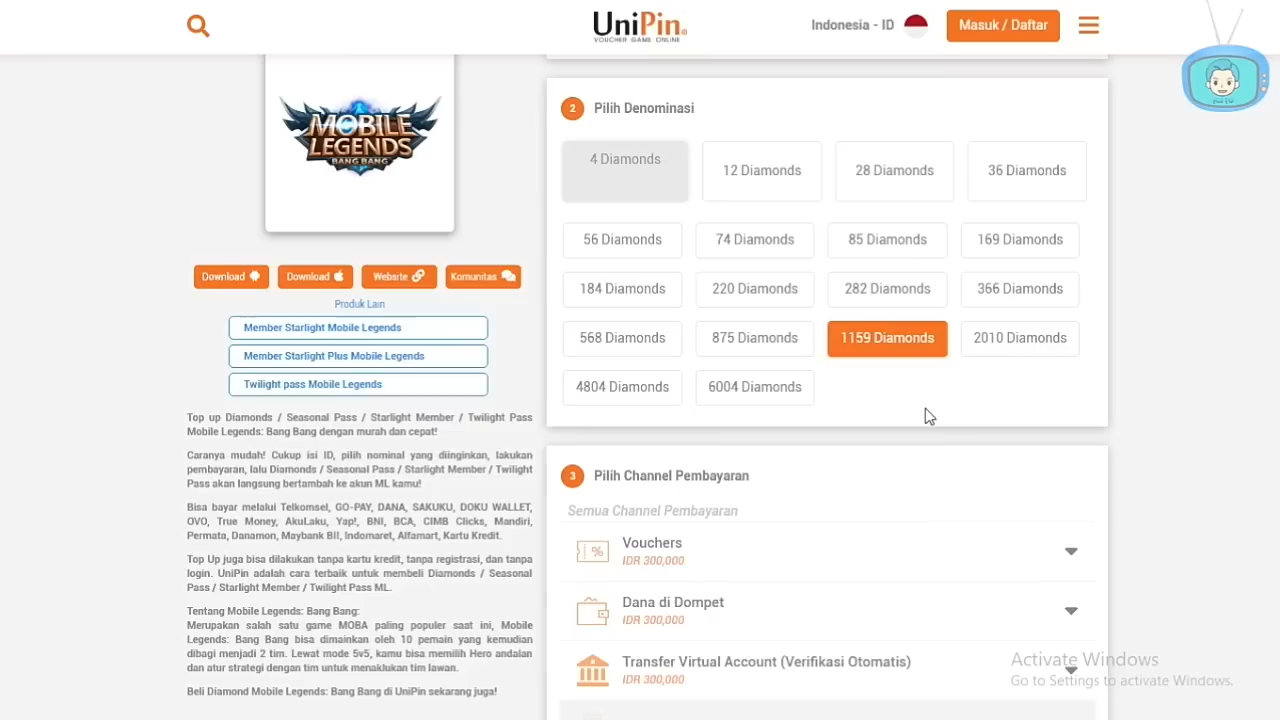 UniPin
VOUCHER GAME ONLINE
Indonesia - ID
Masuk / Daftar
MOBILE
LEGENDS
BANG BANG
Download
Download
Website
Komunitas
Produk Lain
Member Starlight Mobile Legends
Member Starlight Plus Mobile Legends
Twilight pass Mobile Legends
Top up Diamonds / Seasonal Pass / Starlight Member / Twilight Pass
Mobile Legends: Bang Bang dengan murah dan cepat!
Caranya mudah! Cukup isi ID, pilih nominal yang diinginkan, lakukan
pembayaran, lalu Diamonds / Seasonal Pass / Starlight Member / Twilight
Pass akan langsung bertambah ke akun ML kamu!
Bisa bayar melalui Telkomsel, GO-PAY, DANA, SAKUKU, DOKU WALLET,
OVO, True Money, AkuLaku, Yap!, BNI, BCA, CIMB Clicks, Mandiri,
Permata, Danamon, Maybank BII, Indomaret, Alfamart, Kartu Kredit.
Top Up juga bisa dilakukan tanpa kartu kredit, tanpa registrasi, dan tanpa
login. UniPin adalah cara terbaik untuk membeli Diamonds / Seasonal
Pass / Starlight Member / Twilight Pass ML.
Tentang Mobile Legends: Bang Bang:
Merupakan salah satu game MOBA paling populer saat ini, Mobile
Legends: Bang Bang bisa dimainkan oleh 10 pemain yang kemudian
dibagi menjadi 2 tim. Lewat mode 5v5, kamu bisa memilih Hero andalan
dan atur strategi dengan tim untuk menaklukan tim lawan.
Beli Diamond Mobile Legends: Bang Bang di UniPin sekarang juga!
2 Pilih Denominasi
4 Diamonds
12 Diamonds
28 Diamonds
36 Diamonds
56 Diamonds
74 Diamonds
85 Diamonds
169 Diamonds
184 Diamonds
220 Diamonds
282 Diamonds
366 Diamonds
568 Diamonds
875 Diamonds
1159 Diamonds
2010 Diamonds
4804 Diamonds
6004 Diamonds
3 Pilih Channel Pembayaran
Semua Channel Pembayaran
Vouchers
IDR 300,000
Dana di Dompet
IDR 300,000
Transfer Virtual Account (Verifikasi Otomatis)
IDR 300,000
Activate Windows
Go to Settings to activate Windows.